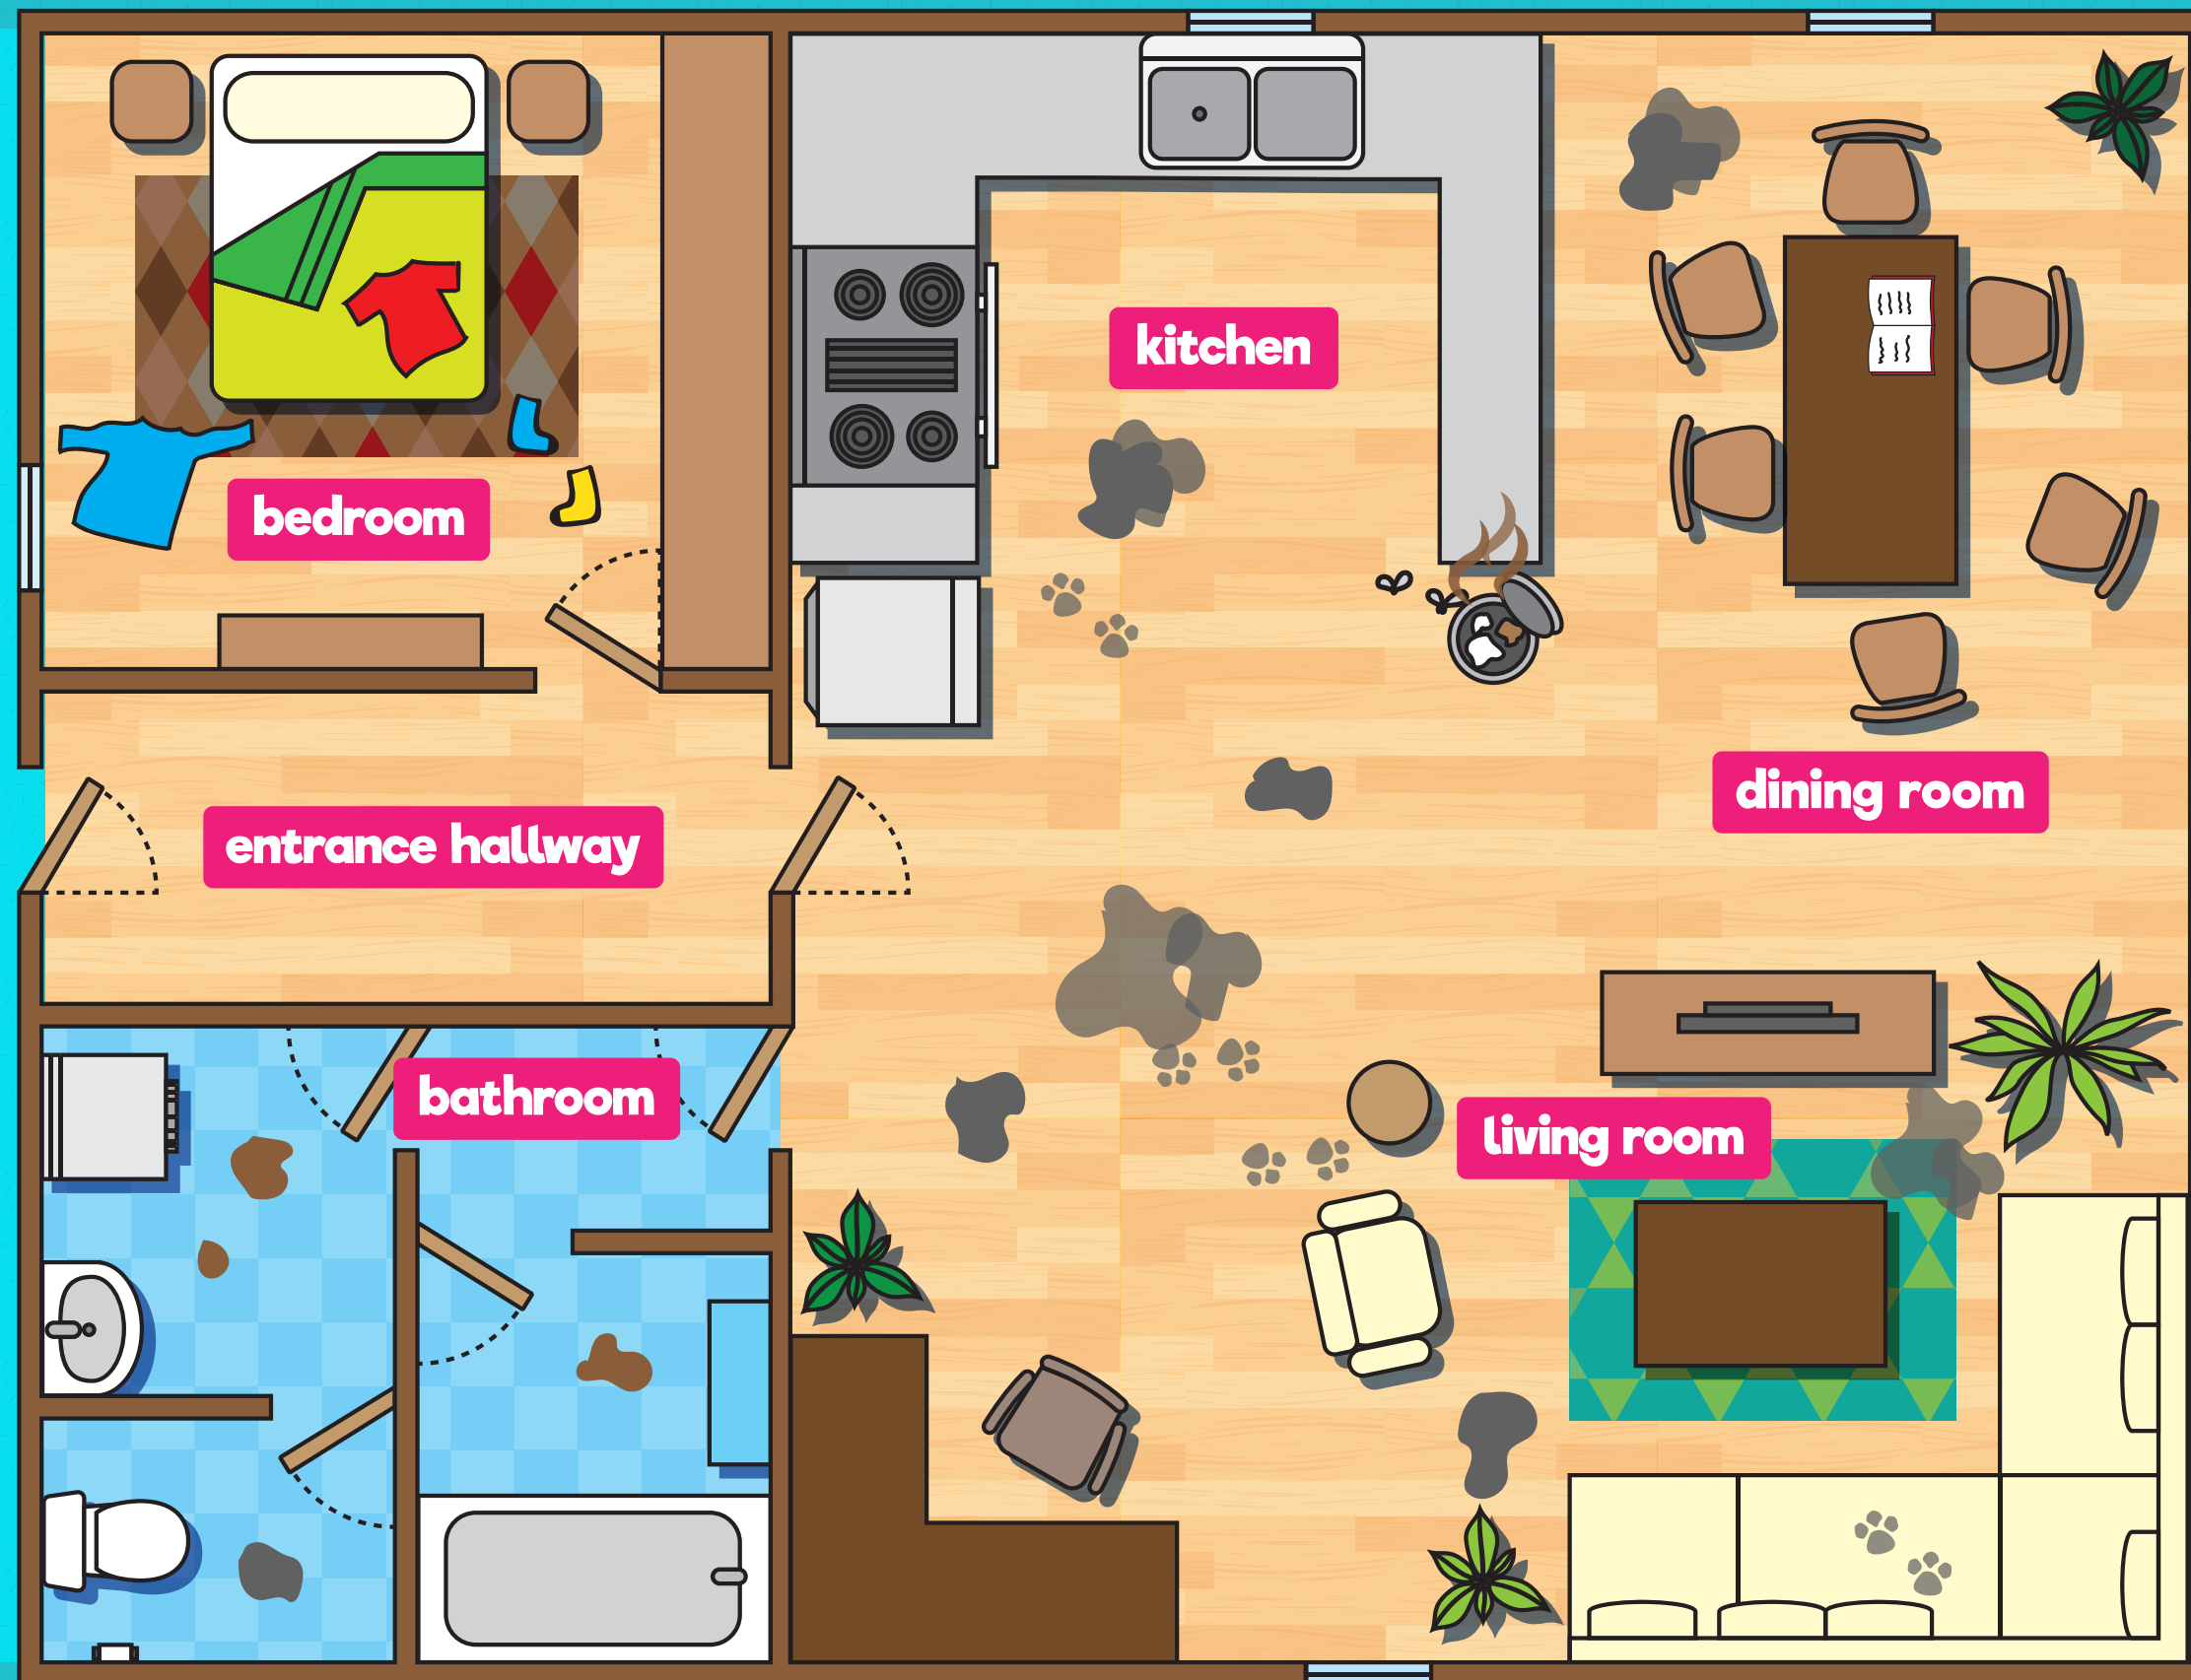 kitchen
bedroom
dining room
entrance hallway
bathroom
living room